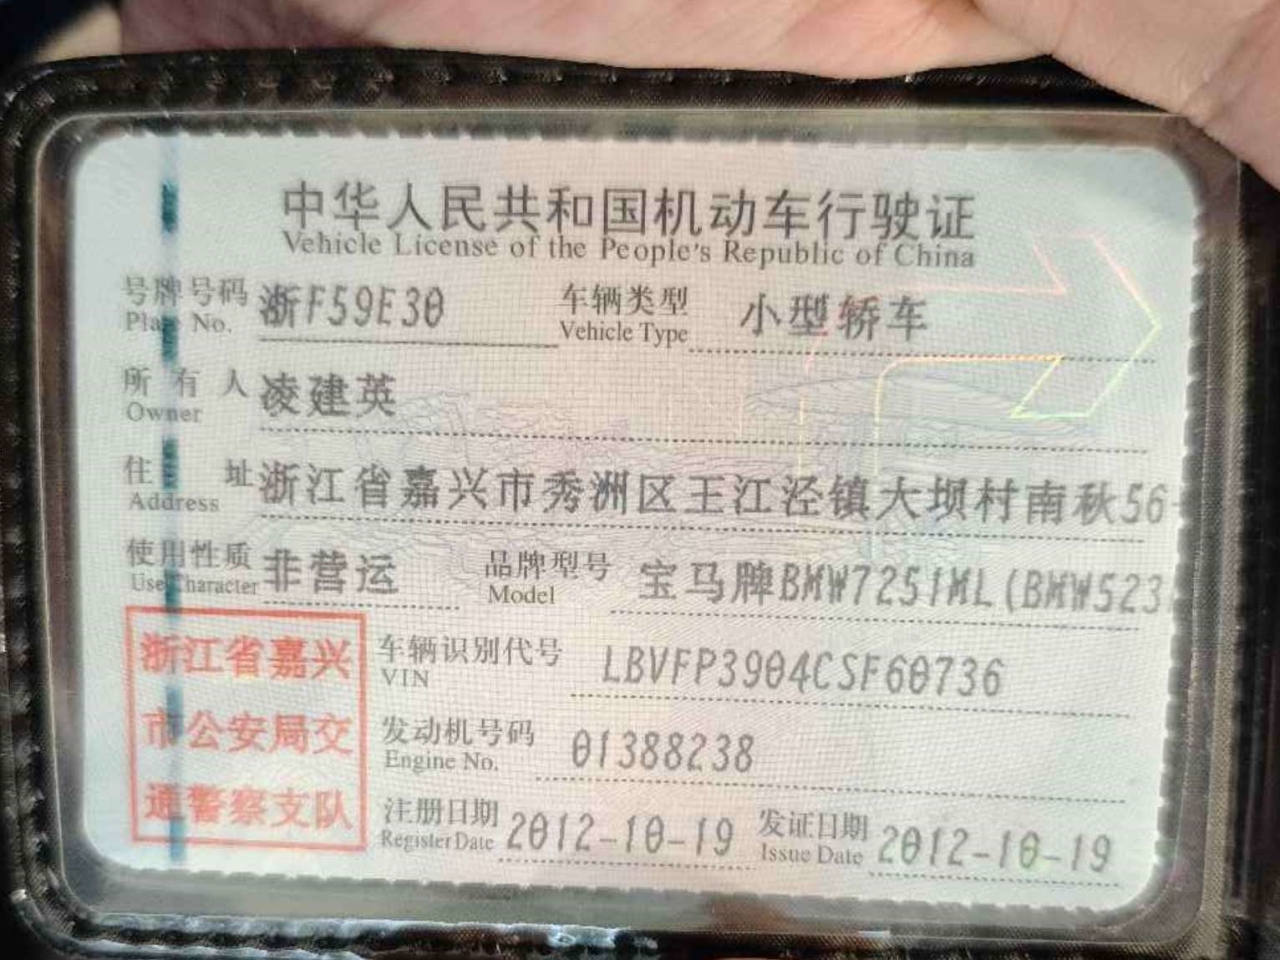 中华人民共和国机动车行驶证
Vehicle License of the People's Republic of China
号牌号码 浙F59E30 车辆类型 小型轿车
Plate No. Vehicle Type
所有人 凌建英
Owner
住址 浙江省嘉兴市秀洲区王江泾镇大坝村南秋56
Address
使用性质 非营运 品牌型号 宝马牌BMW7251ML(BMW523
Use Character Model
浙江省嘉兴
市公安局交
通警察支队
车辆识别代号 LBVFP3904CSF60736
VIN
发动机号码 01388238
Engine No.
注册日期 2012-10-19 发证日期 2012-10-19
Register Date Issue Date